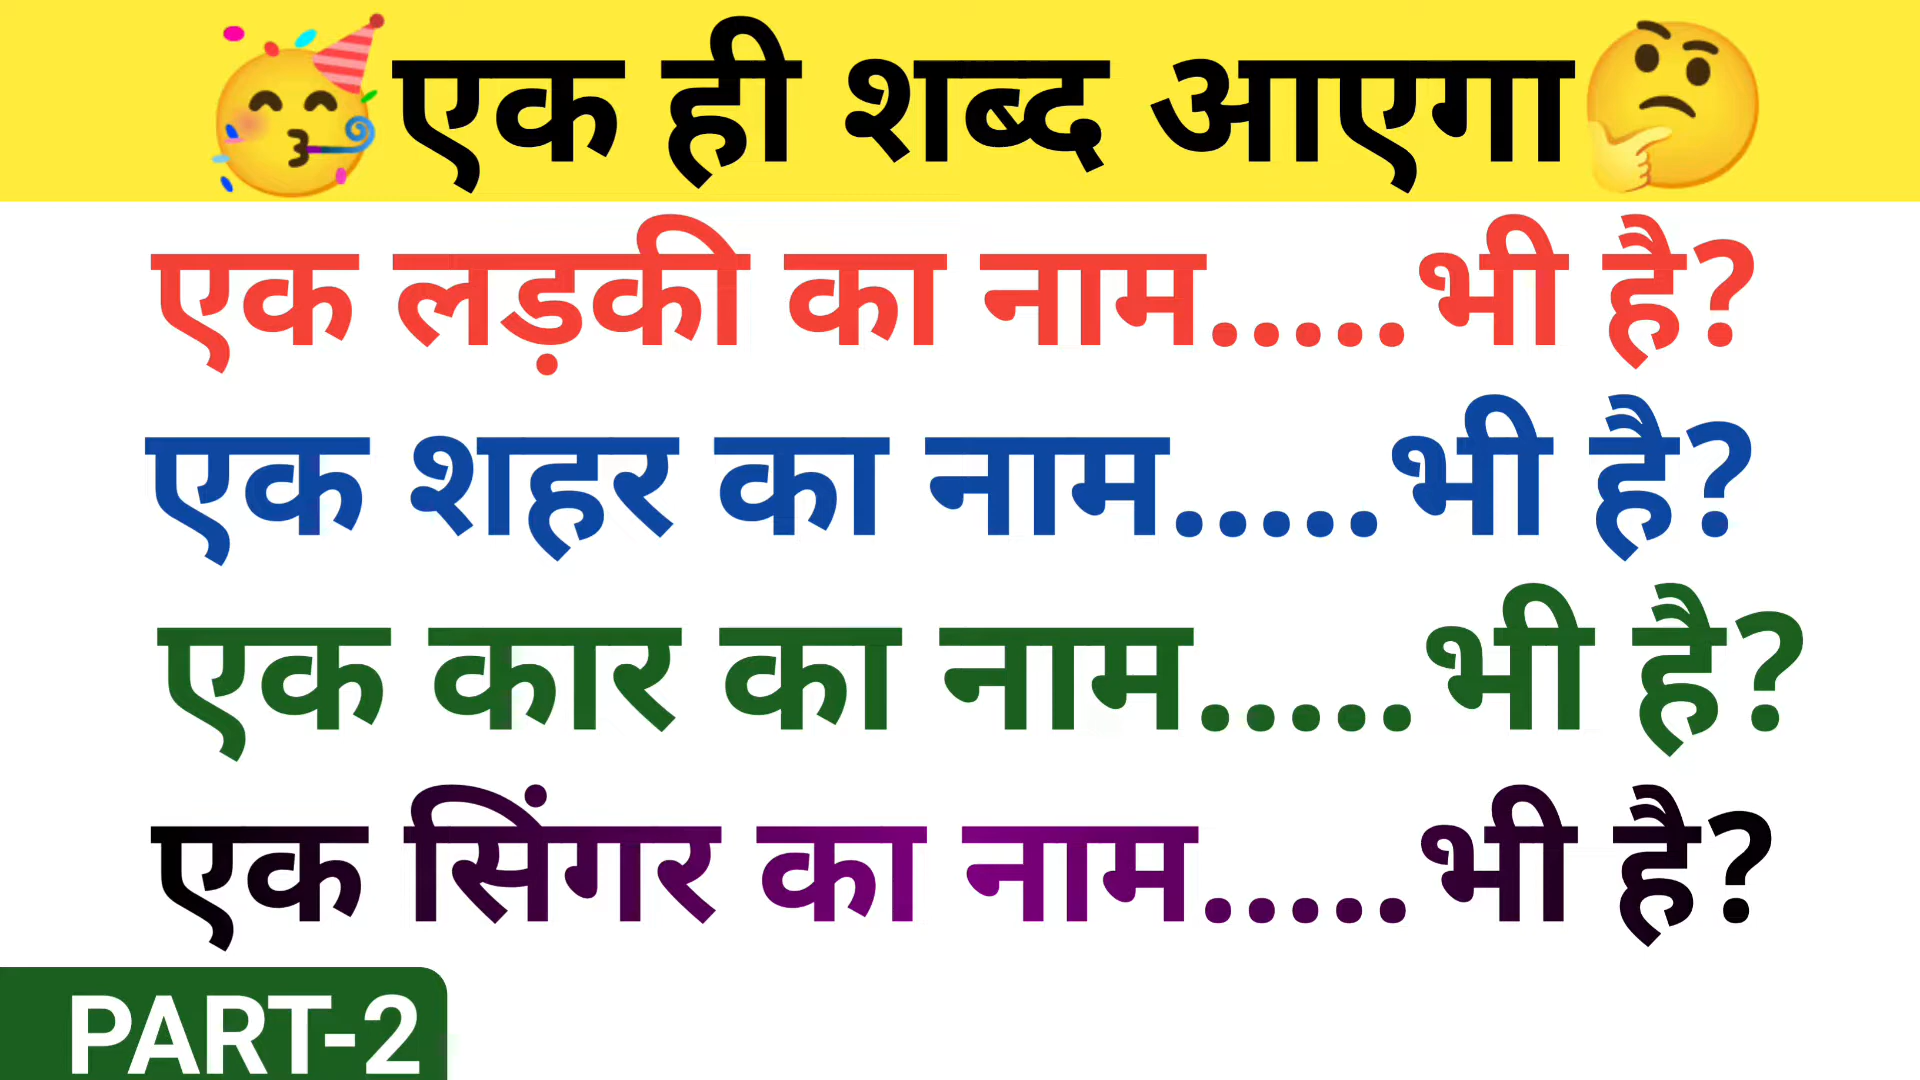 एक ही शब्द आएगा
एक लड़की का नाम.....भी है?
एक शहर का नाम.....भी है?
एक कार का नाम.....भी है?
एक सिंगर का नाम.....भी है?
PART-2